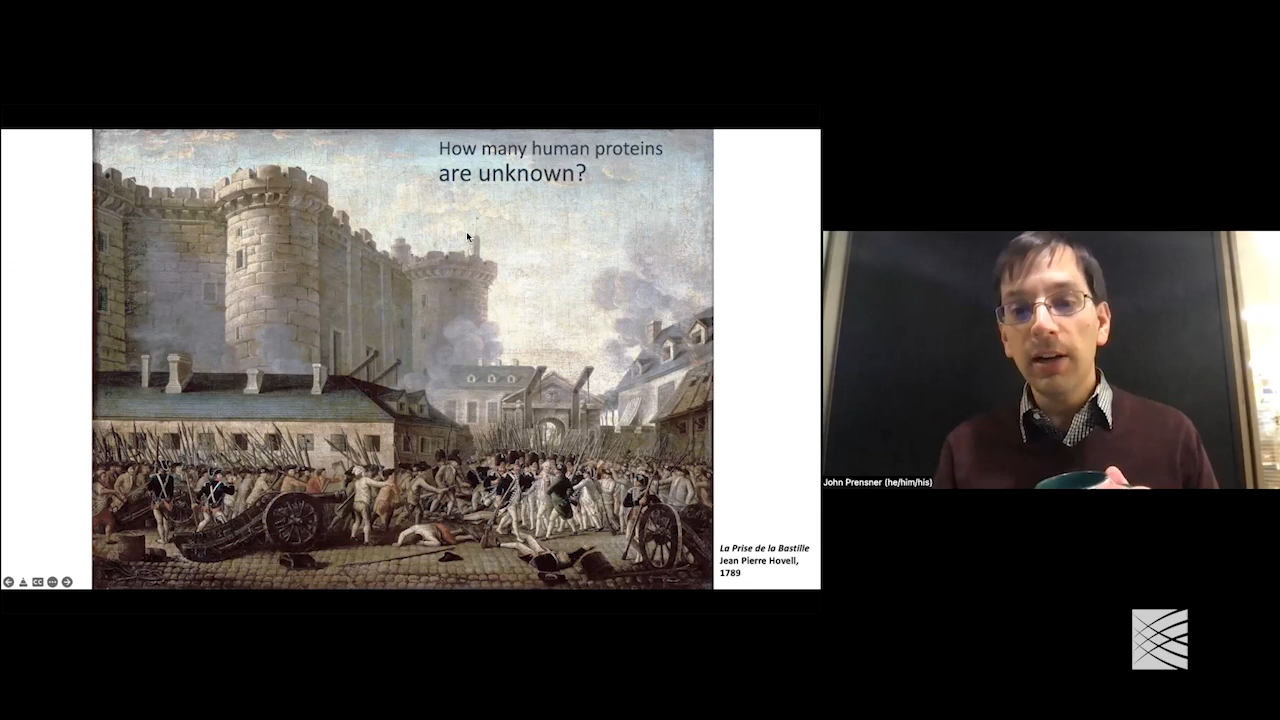 How many human proteins
are unknown?
La Prise de la Bastille
Jean Pierre Hovell,
1789
CC
John Prensner (he/him/his)